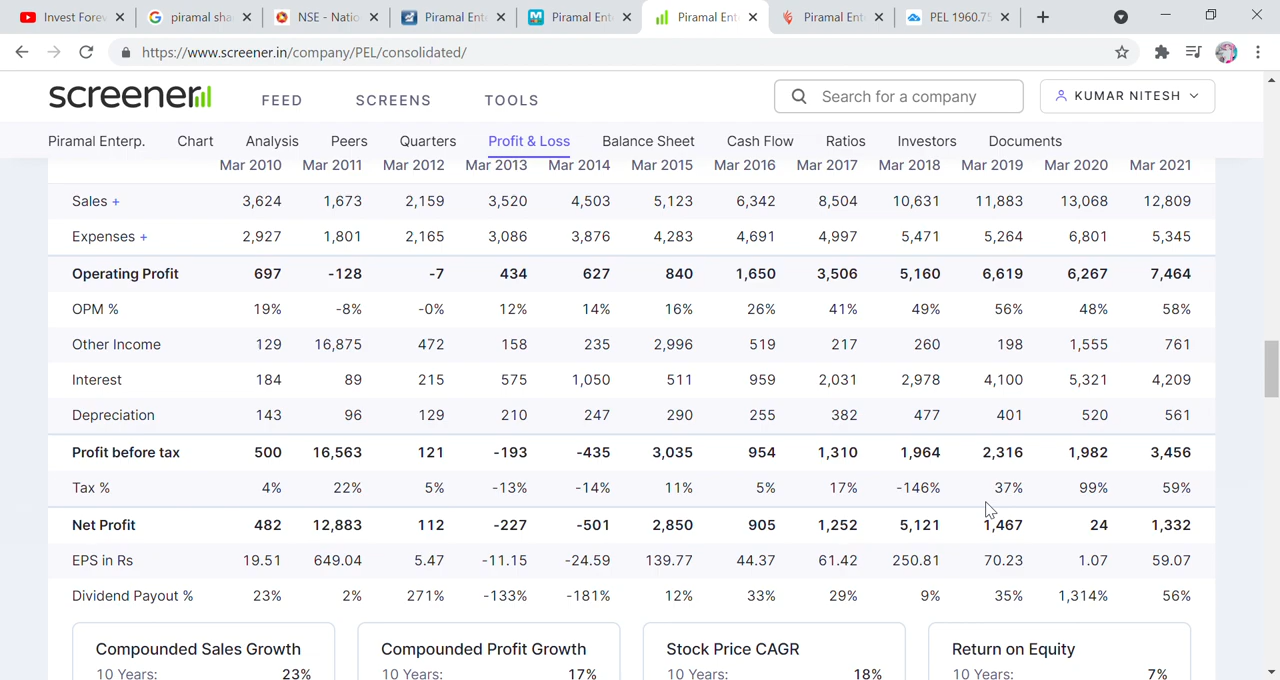 Invest Forev
piramal sha
NSE - Natio
Piramal Ent
Piramal Ent
Piramal Ent
Piramal Ent
PEL 1960.75
https://www.screener.in/company/PEL/consolidated/
screener
FEED SCREENS TOOLS
Search for a company
KUMAR NITESH
Piramal Enterp. Chart Analysis Peers Quarters Profit & Loss Balance Sheet Cash Flow Ratios Investors Documents
Mar 2010 Mar 2011 Mar 2012 Mar 2013 Mar 2014 Mar 2015 Mar 2016 Mar 2017 Mar 2018 Mar 2019 Mar 2020 Mar 2021
Sales + 3,624 1,673 2,159 3,520 4,503 5,123 6,342 8,504 10,631 11,883 13,068 12,809
Expenses + 2,927 1,801 2,165 3,086 3,876 4,283 4,691 4,997 5,471 5,264 6,801 5,345
Operating Profit 697 -128 -7 434 627 840 1,650 3,506 5,160 6,619 6,267 7,464
OPM % 19% -8% -0% 12% 14% 16% 26% 41% 49% 56% 48% 58%
Other Income 129 16,875 472 158 235 2,996 519 217 260 198 1,555 761
Interest 184 89 215 575 1,050 511 959 2,031 2,978 4,100 5,321 4,209
Depreciation 143 96 129 210 247 290 255 382 477 401 520 561
Profit before tax 500 16,563 121 -193 -435 3,035 954 1,310 1,964 2,316 1,982 3,456
Tax % 4% 22% 5% -13% -14% 11% 5% 17% -146% 37% 99% 59%
Net Profit 482 12,883 112 -227 -501 2,850 905 1,252 5,121 1,467 24 1,332
EPS in Rs 19.51 649.04 5.47 -11.15 -24.59 139.77 44.37 61.42 250.81 70.23 1.07 59.07
Dividend Payout % 23% 2% 271% -133% -181% 12% 33% 29% 9% 35% 1,314% 56%
Compounded Sales Growth Compounded Profit Growth Stock Price CAGR Return on Equity
10 Years: 23% 10 Years: 17% 10 Years: 18% 10 Years: 7%